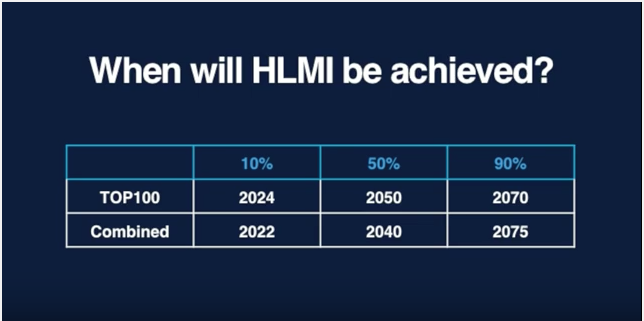 When will HLMI be achieved?
10% 50% 90%
TOP100 2024 2050 2070
Combined 2022 2040 2075